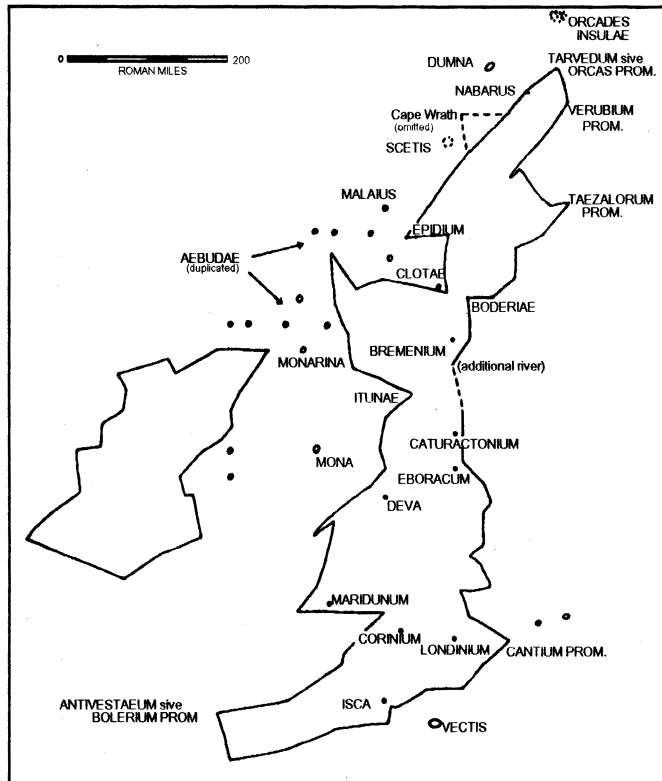 ORCADES
INSULAE
0 200
ROMAN MILES
DUMNA
TARVEDUM sive
ORCAS PROM.
NABARUS
Cape Wrath
(omitted)
VERUBIUM
PROM.
SCETIS
MALAIUS
TAEZALORUM
PROM.
EPIDIUM
AEBUDAE
(duplicated)
CLOTAE
BODERIAE
BREMENIUM
MONARINA
(additional river)
ITUNAE
CATURACTONIUM
MONA
EBORACUM
DEVA
MARIDUNUM
CORINIUM
LONDINIUM
CANTIUM PROM.
ANTIVESTAEUM sive
BOLERIUM PROM
ISCA
VECTIS